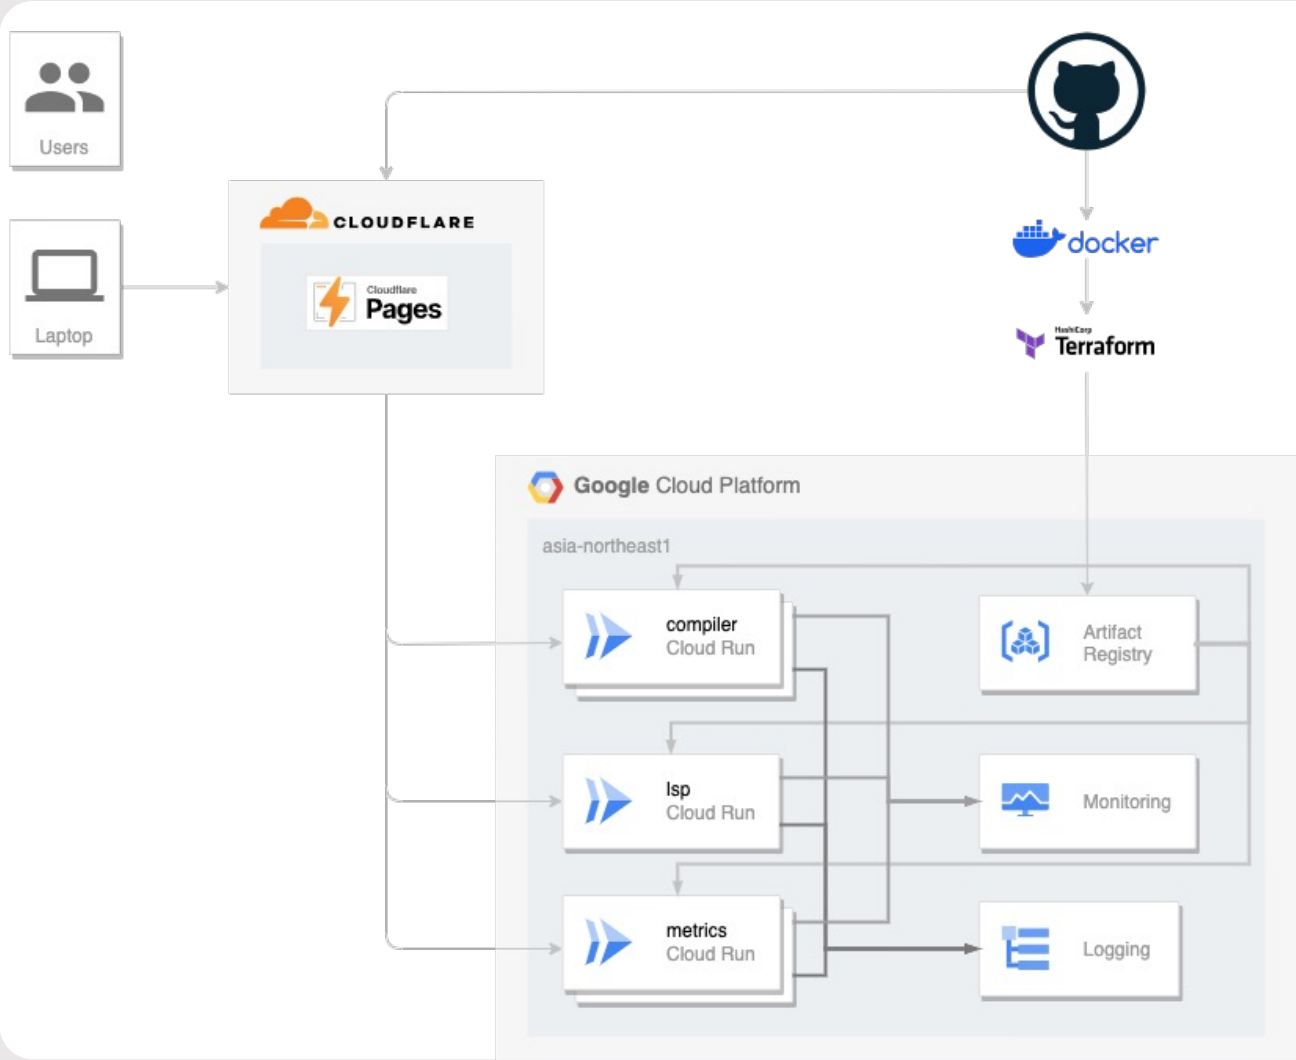 Users
Laptop
CLOUDFLARE
Cloudflare
Pages
docker
HashiCorp
Terraform
Google Cloud Platform
asia-northeast1
compiler
Cloud Run
Artifact
Registry
lsp
Cloud Run
Monitoring
metrics
Cloud Run
Logging